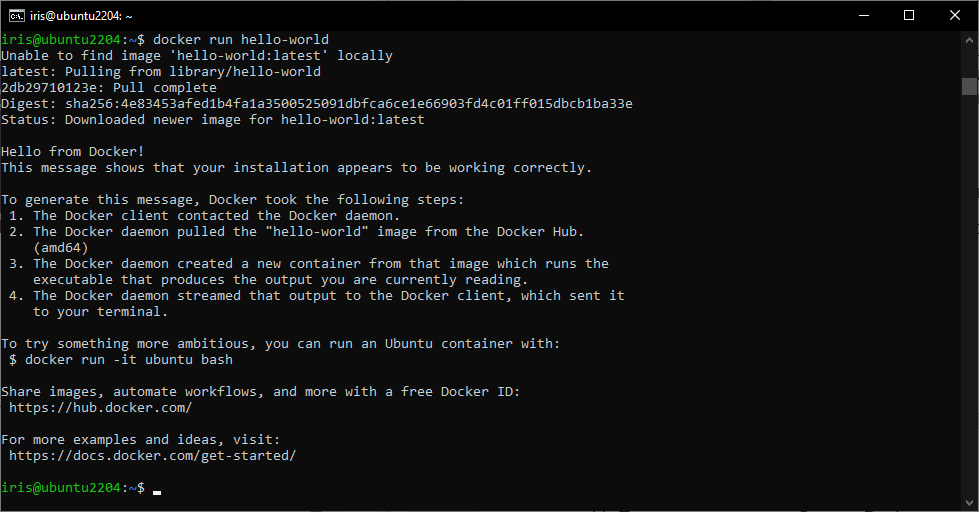 iris@ubuntu2204: ~
iris@ubuntu2204:~$ docker run hello-world
Unable to find image 'hello-world:latest' locally
latest: Pulling from library/hello-world
2db29710123e: Pull complete
Digest: sha256:4e83453afed1b4fa1a3500525091dbfca6ce1e66903fd4c01ff015dbcb1ba33e
Status: Downloaded newer image for hello-world:latest

Hello from Docker!
This message shows that your installation appears to be working correctly.

To generate this message, Docker took the following steps:
 1. The Docker client contacted the Docker daemon.
 2. The Docker daemon pulled the "hello-world" image from the Docker Hub.
    (amd64)
 3. The Docker daemon created a new container from that image which runs the
    executable that produces the output you are currently reading.
 4. The Docker daemon streamed that output to the Docker client, which sent it
    to your terminal.

To try something more ambitious, you can run an Ubuntu container with:
 $ docker run -it ubuntu bash

Share images, automate workflows, and more with a free Docker ID:
 https://hub.docker.com/

For more examples and ideas, visit:
 https://docs.docker.com/get-started/

iris@ubuntu2204:~$